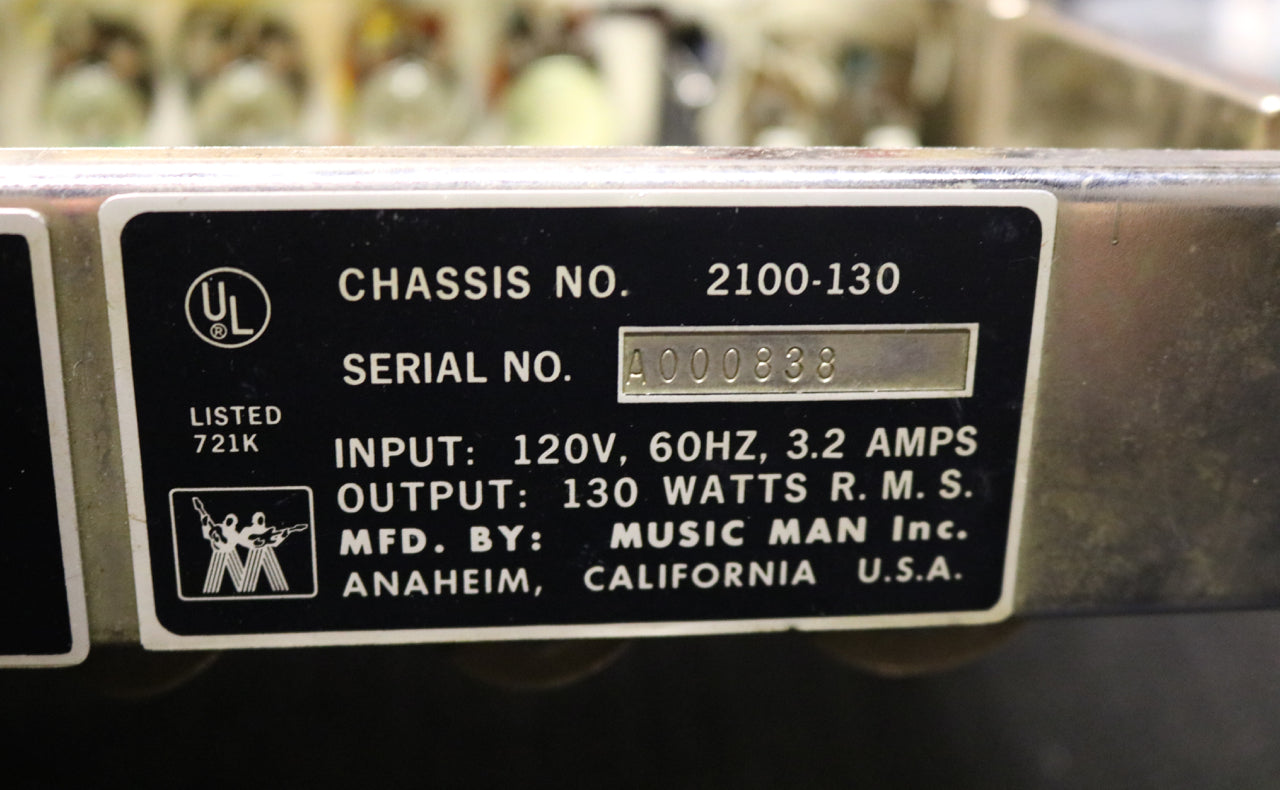 UL ®
CHASSIS NO. 2100-130
SERIAL NO. A000838
LISTED
721K
INPUT: 120V, 60HZ, 3.2 AMPS
OUTPUT: 130 WATTS R. M. S.
MFD. BY: MUSIC MAN Inc.
ANAHEIM, CALIFORNIA U.S.A.